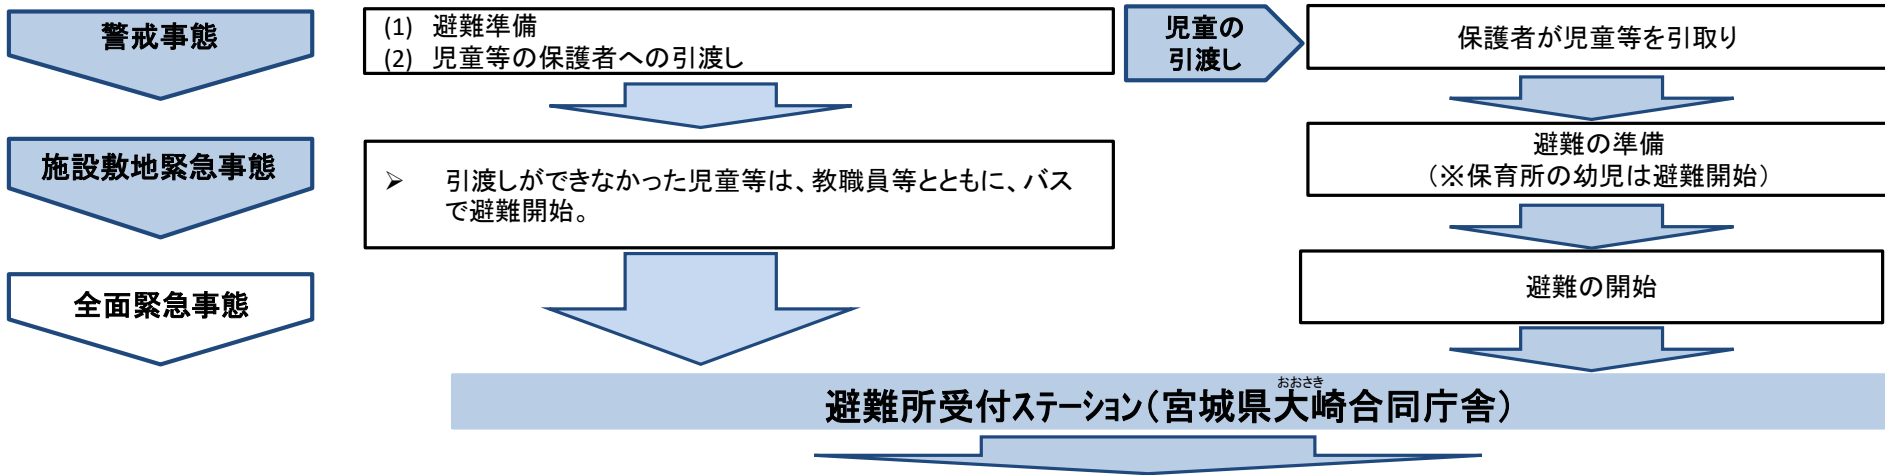 警戒事態
(1) 避難準備
(2) 児童等の保護者への引渡し
児童の
引渡し
保護者が児童等を引取り
施設敷地緊急事態
➢ 引渡しができなかった児童等は、教職員等とともに、バス
で避難開始。
避難の準備
(※保育所の幼児は避難開始)
全面緊急事態
避難の開始
おおさき
避難所受付ステーション(宮城県大崎合同庁舎)